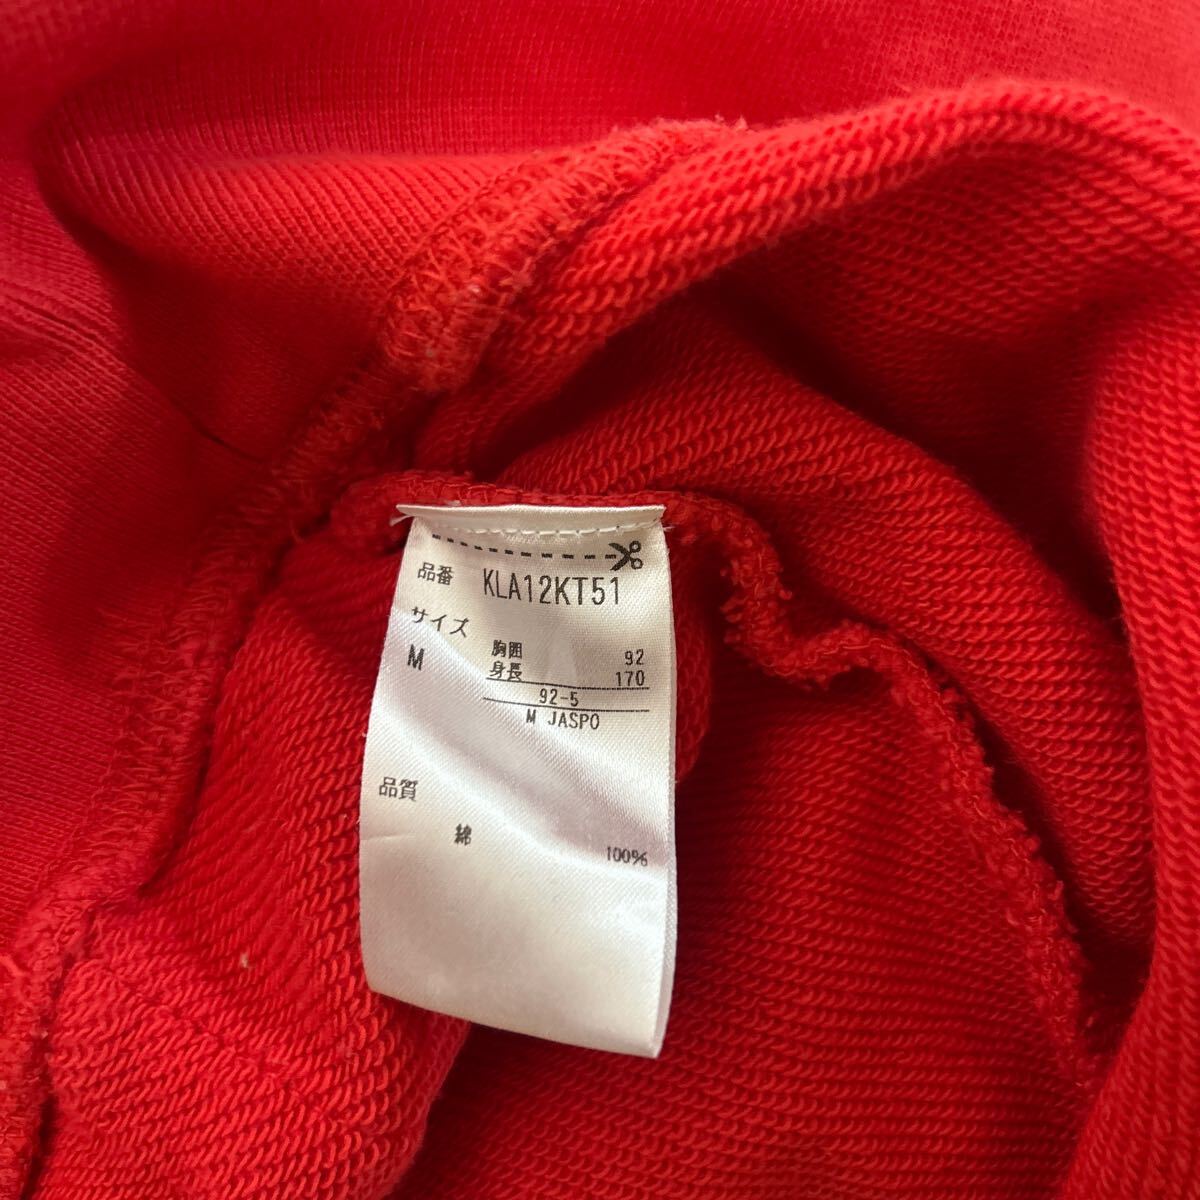 品番 KLA12KT51
サイズ
M
胸囲 92
身長 170
92-5
M JASPO
品質
綿 100%